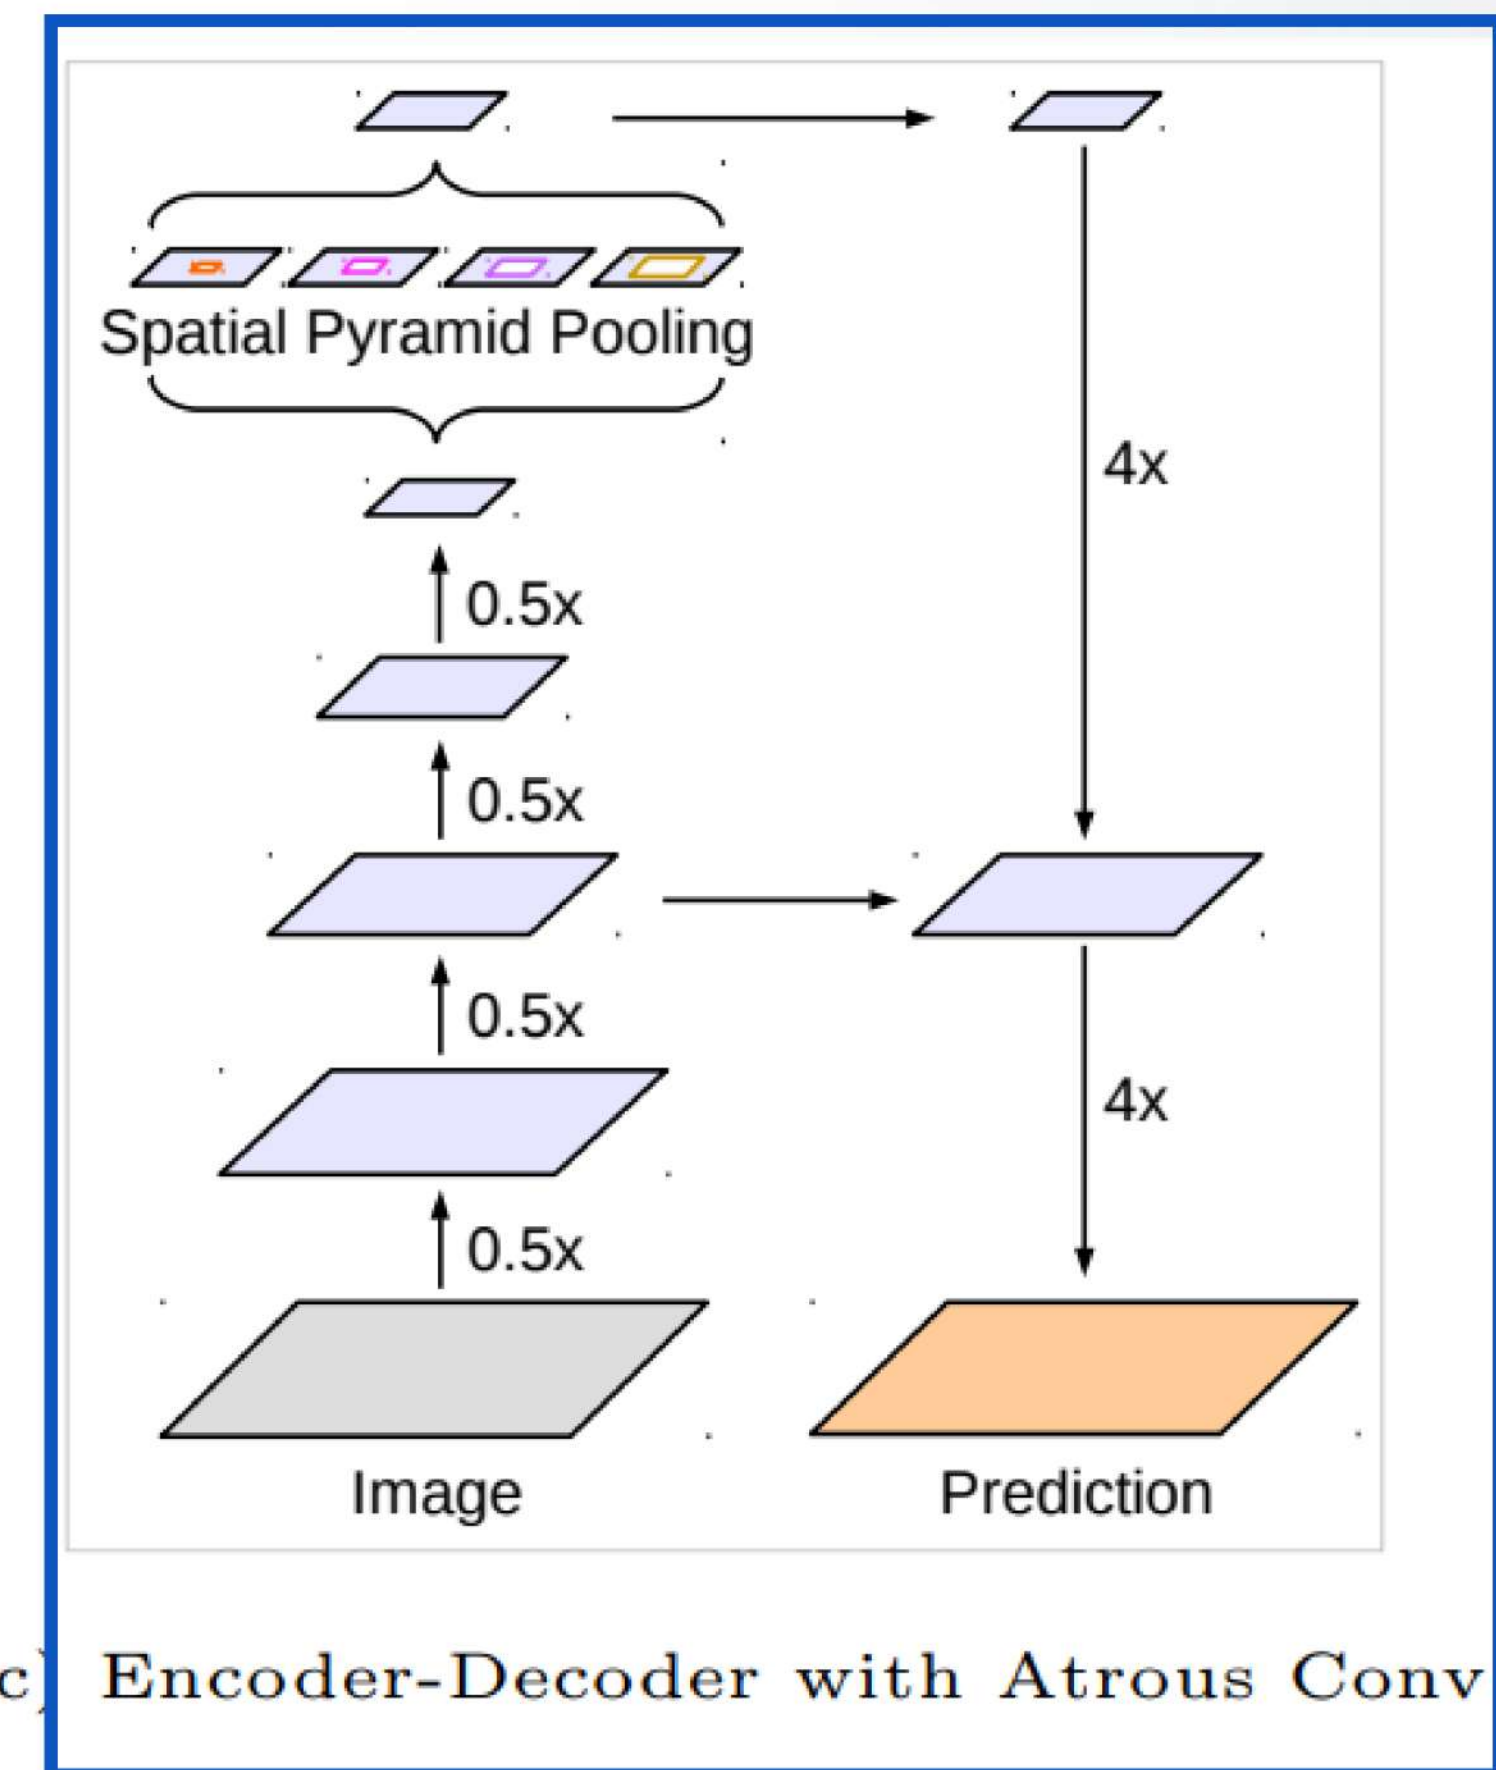 Spatial Pyramid Pooling
4x
0.5x
0.5x
0.5x
4x
0.5x
Image
Prediction
c) Encoder-Decoder with Atrous Conv